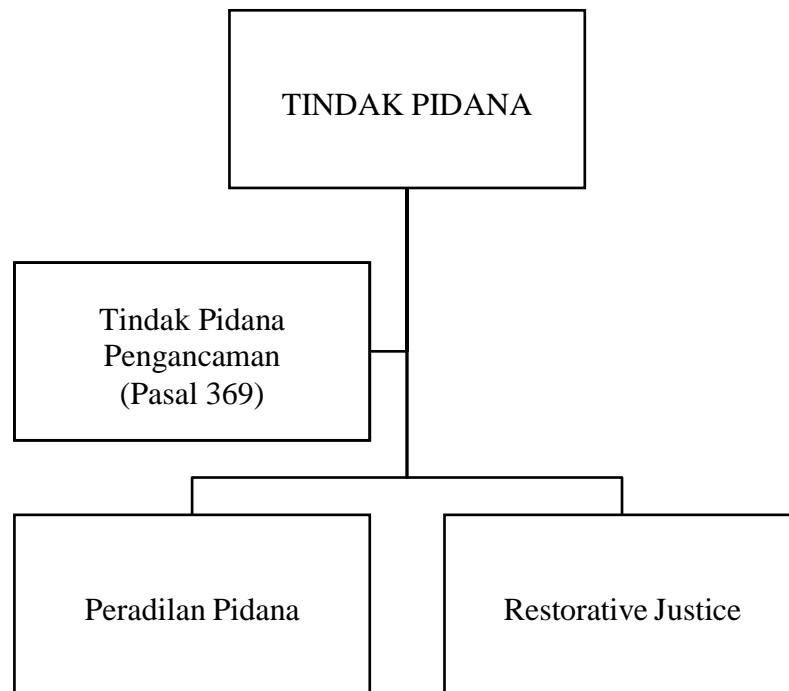 TINDAK PIDANA
Tindak Pidana
Pengancaman
(Pasal 369)
Peradilan Pidana
Restorative Justice